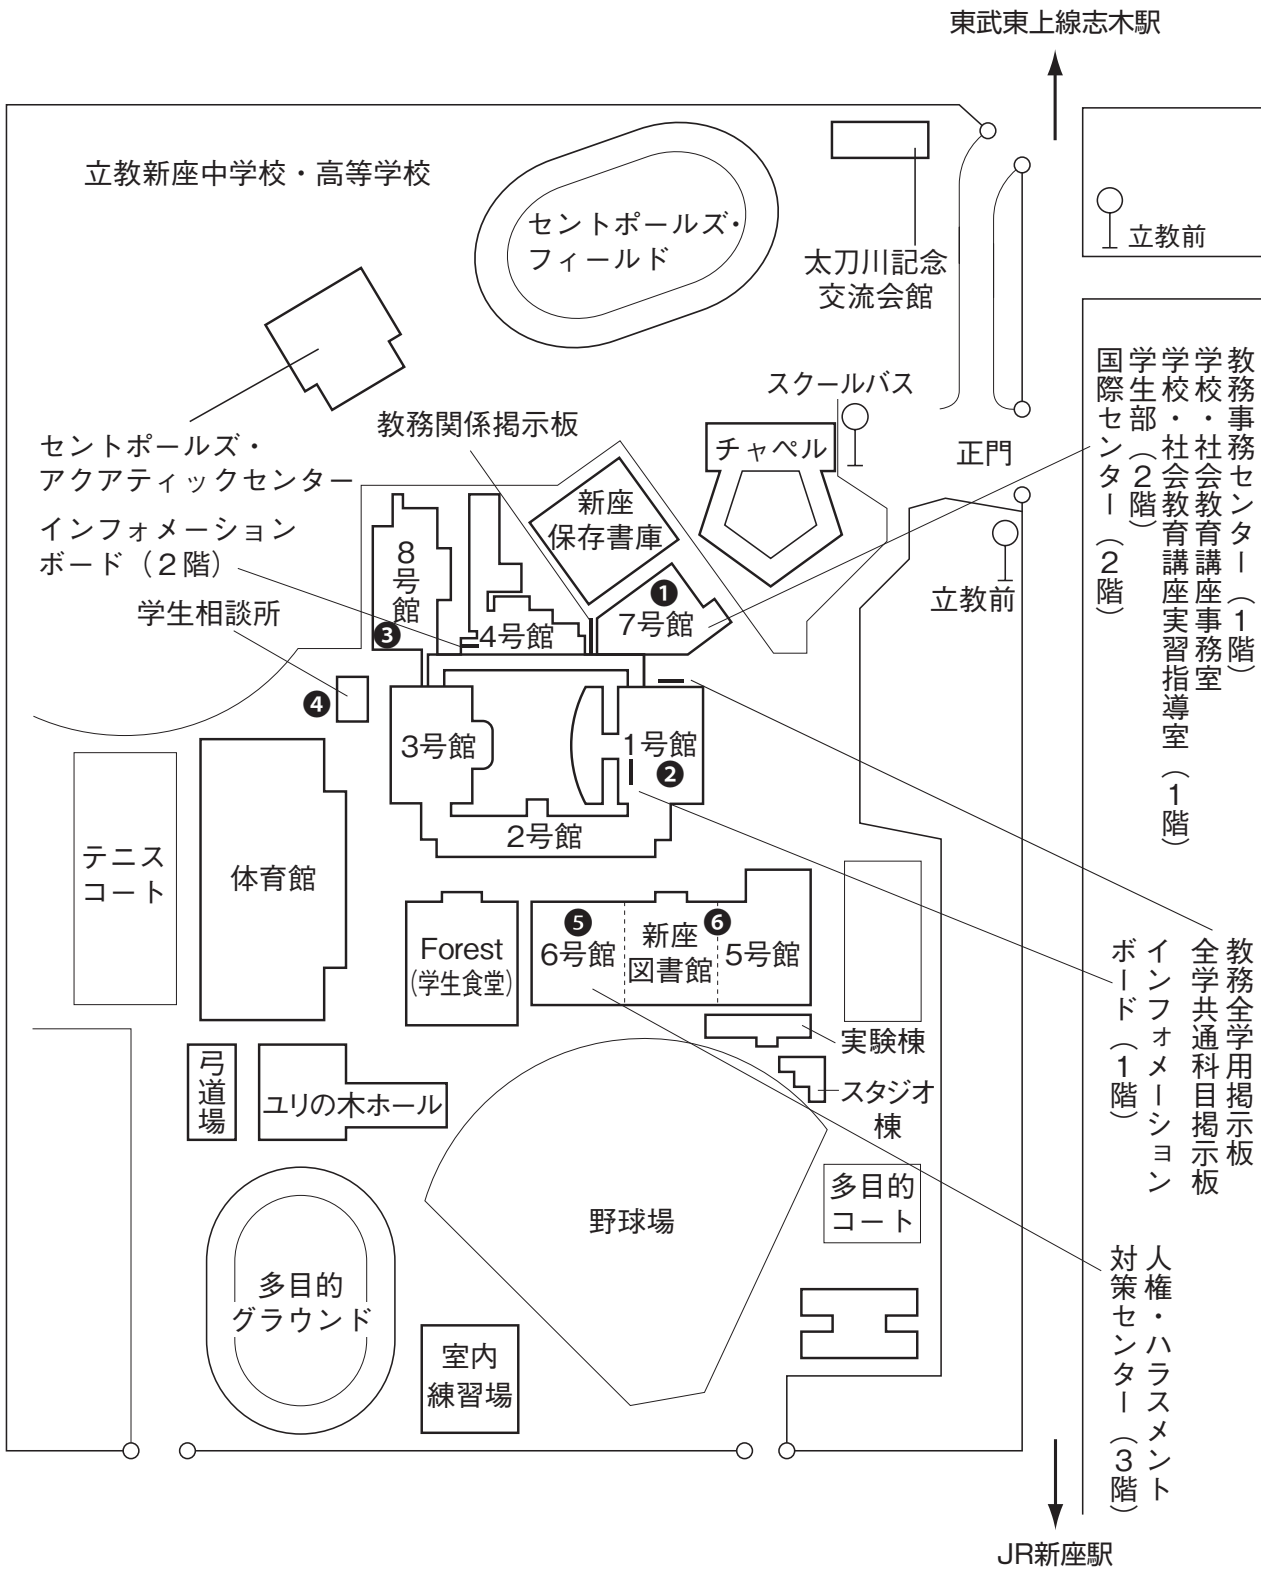 東武東上線志木駅
立教新座中学校・高等学校
セントポールズ・
フィールド
太刀川記念
交流会館
立教前
スクールバス
教務関係掲示板
チャペル
正門
セントポールズ・
アクアティックセンター
インフォメーション
ボード(2階)
学生相談所
新座
保存書庫
8号館
❸
4号館
❶
7号館
立教前
教務事務センター(1階)
学校・社会教育講座事務室
学校・社会教育講座実習指導室(1階)
学生部(2階)
国際センター(2階)
❹
3号館
1号館
❷
2号館
テニス
コート
体育館
Forest
(学生食堂)
❺
6号館
新座
図書館
❻
5号館
教務全学用掲示板
全学共通科目掲示板
インフォメーション
ボード(1階)
実験棟
スタジオ
棟
弓道場
ユリの木ホール
多目的
コート
野球場
多目的
グラウンド
室内
練習場
人権・ハラスメント
対策センター(3階)
JR新座駅